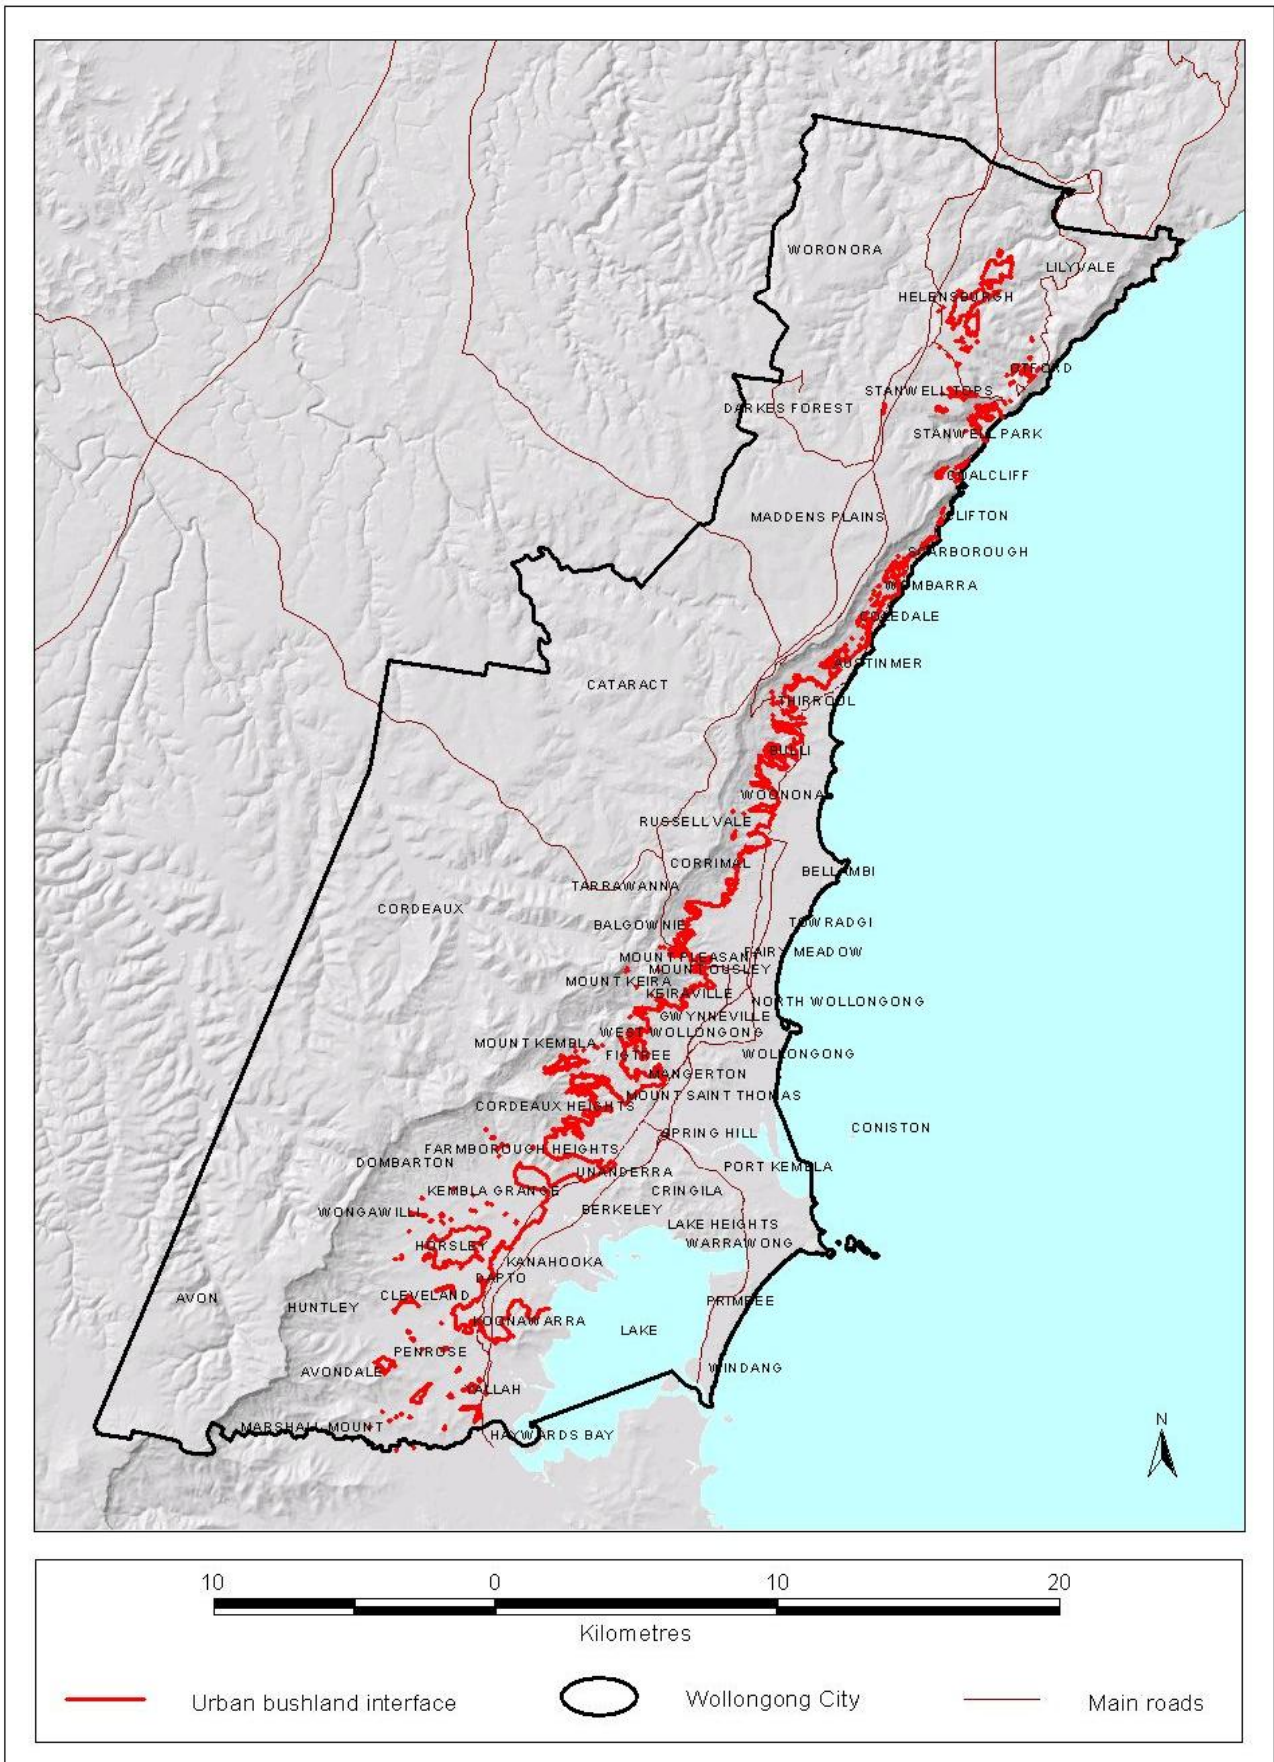 WORONORA
LILYVALE
HELENSBURGH
OTFORD
STANWELL TOPS
DARKES FOREST
STANWELL PARK
COALCLIFF
MADDENS PLAINS
CLIFTON
SCARBOROUGH
WOMBARRA
COLEDALE
AUSTINMER
CATARACT
THIRROUL
BULLI
WOONONA
RUSSELL VALE
CORRIMAL
BELLAMBI
TARRAWANNA
CORDEAUX
BALGOWNIE
TOWRADGI
FAIRY MEADOW
MOUNT PLEASANT
MOUNT OUSLEY
MOUNT KEIRA
KEIRAVILLE
NORTH WOLLONGONG
GWYNNEVILLE
WEST WOLLONGONG
MOUNT KEMBLA
FIGTREE
WOLLONGONG
MANGERTON
MOUNT SAINT THOMAS
CORDEAUX HEIGHTS
CONISTON
SPRING HILL
FARMBOROUGH HEIGHTS
DOMBARTON
PORT KEMBLA
UNANDERRA
KEMBLA GRANGE
CRINGILA
WONGAWILLI
BERKELEY
LAKE HEIGHTS
WARRAWONG
HORSLEY
KANAHOOKA
DAPTO
CLEVELAND
AVON
HUNTLEY
PRIMBEE
KOONAWARRA
LAKE
PENROSE
AVONDALE
WINDANG
YALLAH
MARSHALL MOUNT
HAYWARDS BAY
N
10 0 10 20
Kilometres
Urban bushland interface
Wollongong City
Main roads